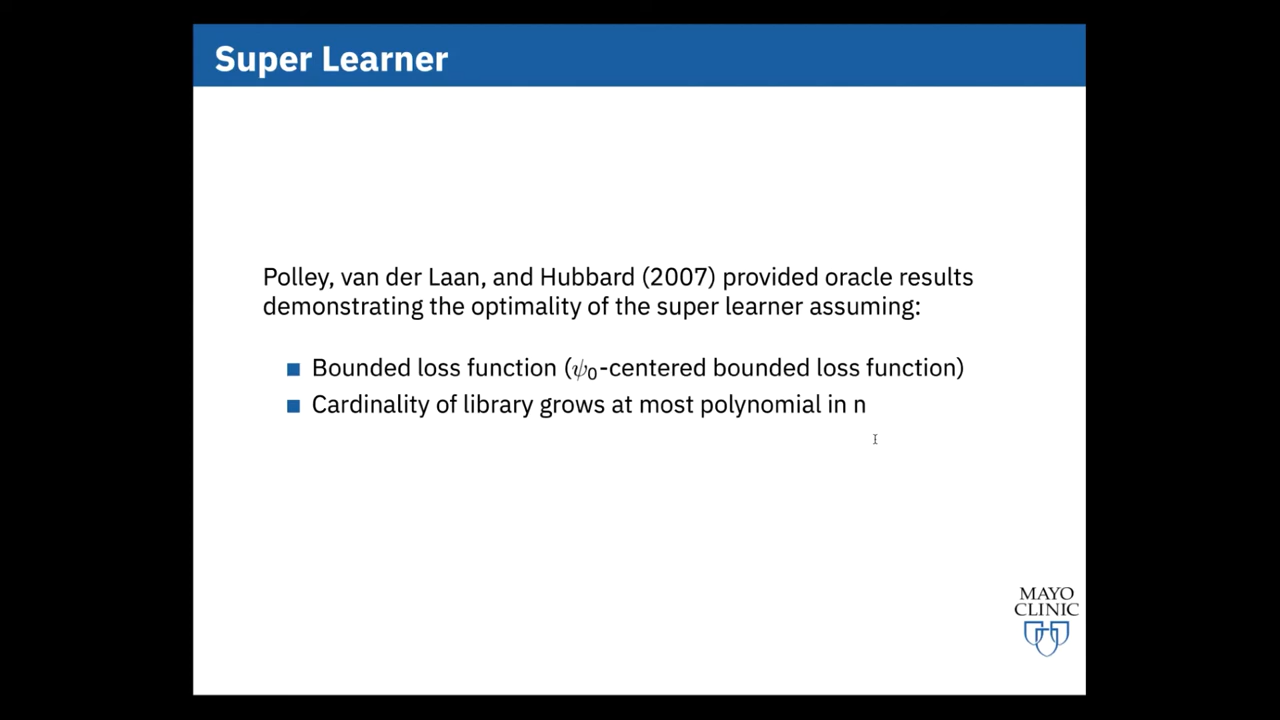 Super Learner
Polley, van der Laan, and Hubbard (2007) provided oracle results
demonstrating the optimality of the super learner assuming:
■ Bounded loss function (ψ₀-centered bounded loss function)
■ Cardinality of library grows at most polynomial in n
MAYO
CLINIC